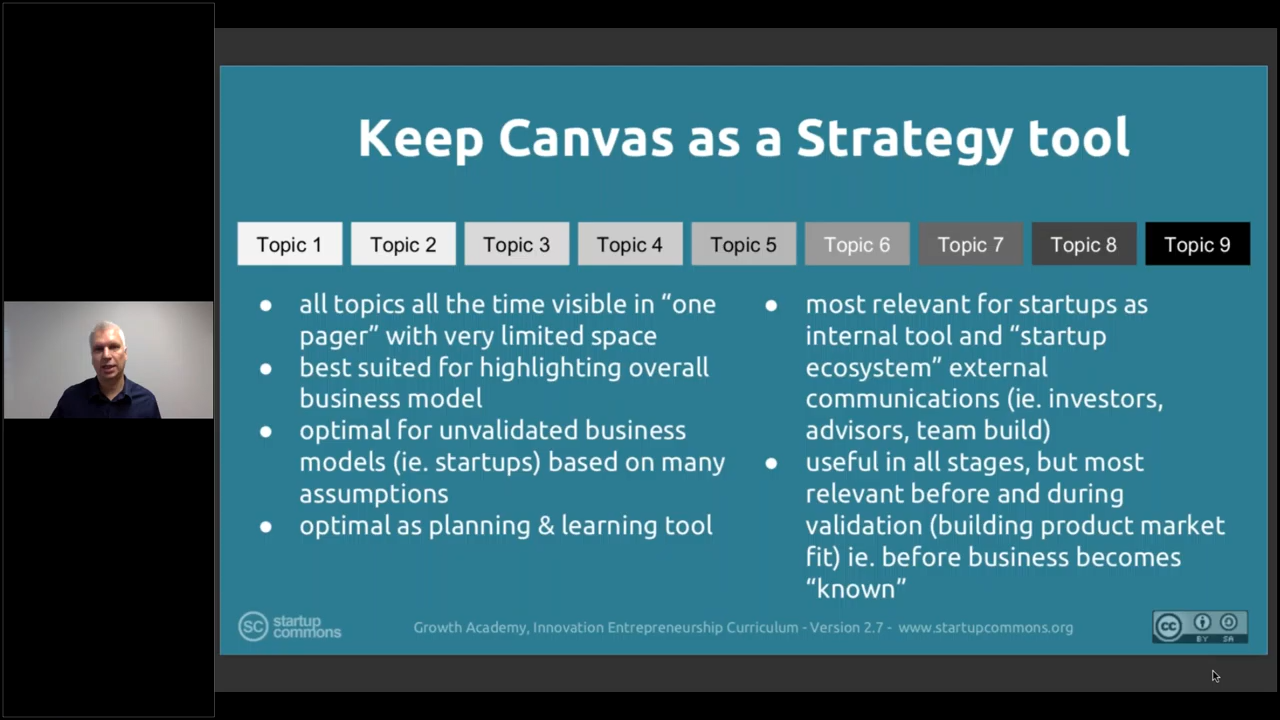 Keep Canvas as a Strategy tool
Topic 1
Topic 2
Topic 3
Topic 4
Topic 5
Topic 6
Topic 7
Topic 8
Topic 9
● all topics all the time visible in “one
pager” with very limited space
● best suited for highlighting overall
business model
● optimal for unvalidated business
models (ie. startups) based on many
assumptions
● optimal as planning & learning tool
● most relevant for startups as
internal tool and “startup
ecosystem” external
communications (ie. investors,
advisors, team build)
● useful in all stages, but most
relevant before and during
validation (building product market
fit) ie. before business becomes
“known”
SC startup
commons
Growth Academy, Innovation Entrepreneurship Curriculum - Version 2.7 - www.startupcommons.org
cc
BY SA